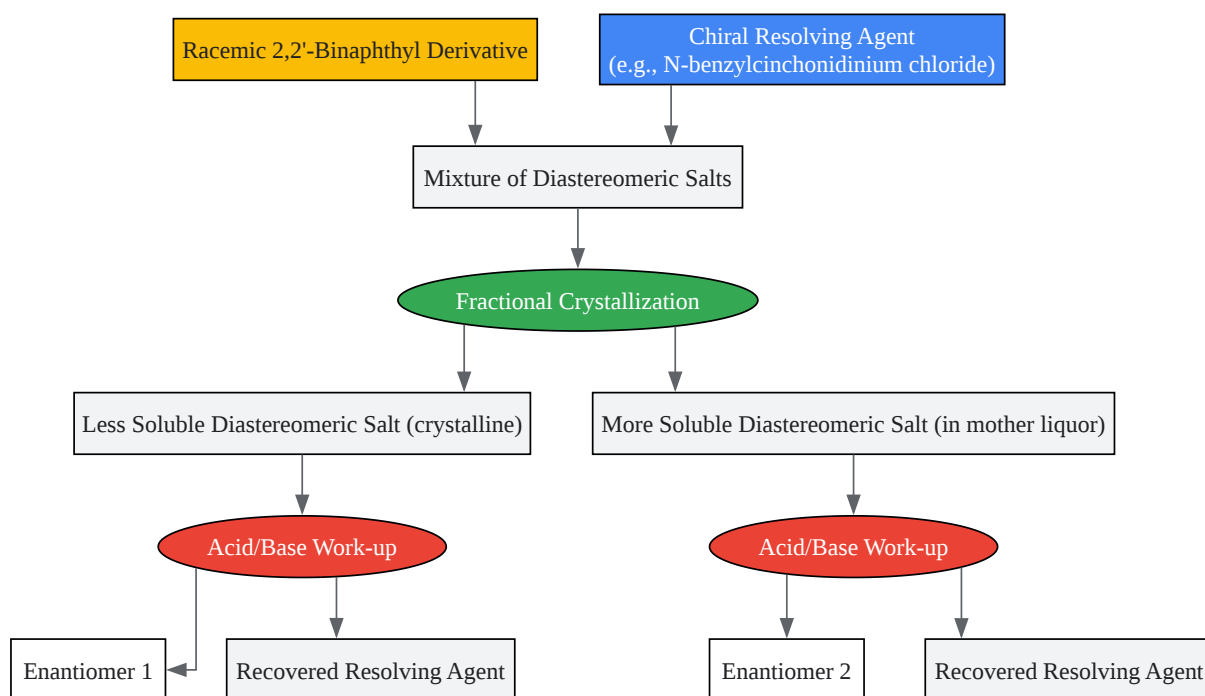 Racemic 2,2'-Binaphthyl Derivative
Chiral Resolving Agent
(e.g., N-benzylcinchonidinium chloride)
Mixture of Diastereomeric Salts
Fractional Crystallization
Less Soluble Diastereomeric Salt (crystalline)
More Soluble Diastereomeric Salt (in mother liquor)
Acid/Base Work-up
Acid/Base Work-up
Enantiomer 1
Recovered Resolving Agent
Enantiomer 2
Recovered Resolving Agent